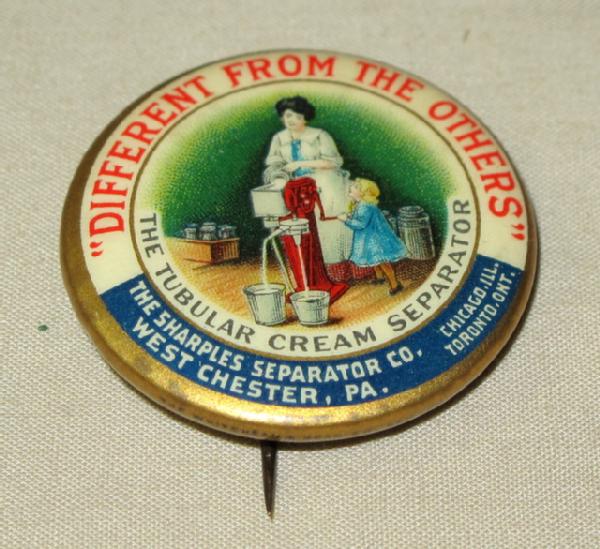 "DIFFERENT FROM THE OTHERS"
THE TUBULAR CREAM SEPARATOR
THE SHARPLES SEPARATOR CO.
WEST CHESTER, PA.
CHICAGO, ILL.
TORONTO, ONT.